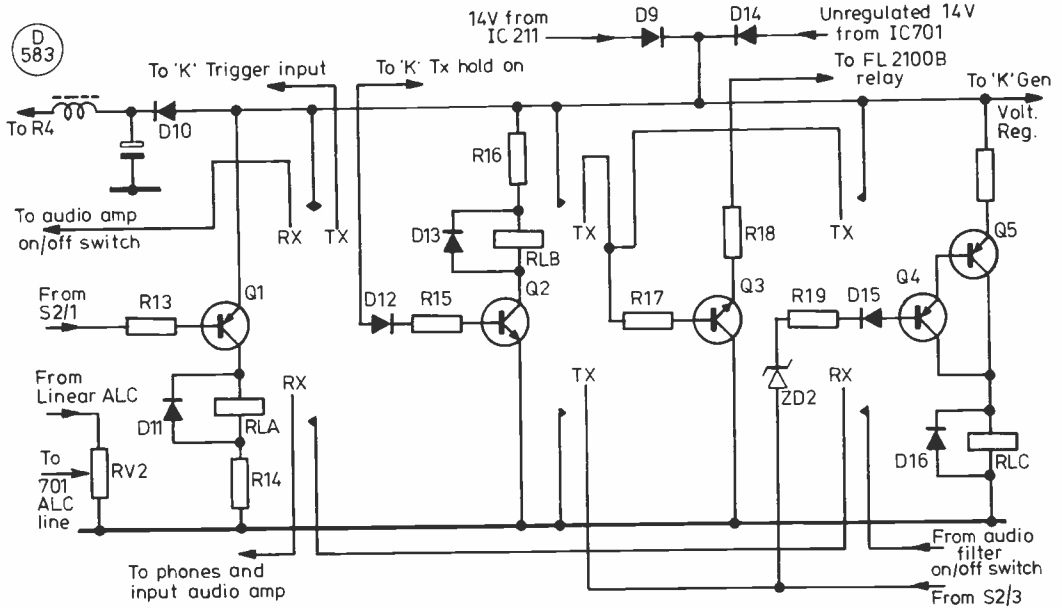 D
583
14V from
IC 211
D9
D14
Unregulated 14V
from IC701
To 'K' Trigger input
To 'K' Tx hold on
To FL 2100B
relay
To 'K' Gen
Volt.
Reg.
To R4
D10
R16
To audio amp
on/off switch
RX
TX
D13
RLB
TX
R18
TX
Q5
From
S2/1
R13
Q1
D12
R15
Q2
R17
Q3
R19
D15
Q4
From
Linear ALC
D11
RLA
RX
TX
ZD2
RX
D16
RLC
To
701
ALC
line
RV2
R14
To phones and
input audio amp
From audio
filter
on/off switch
From S2/3